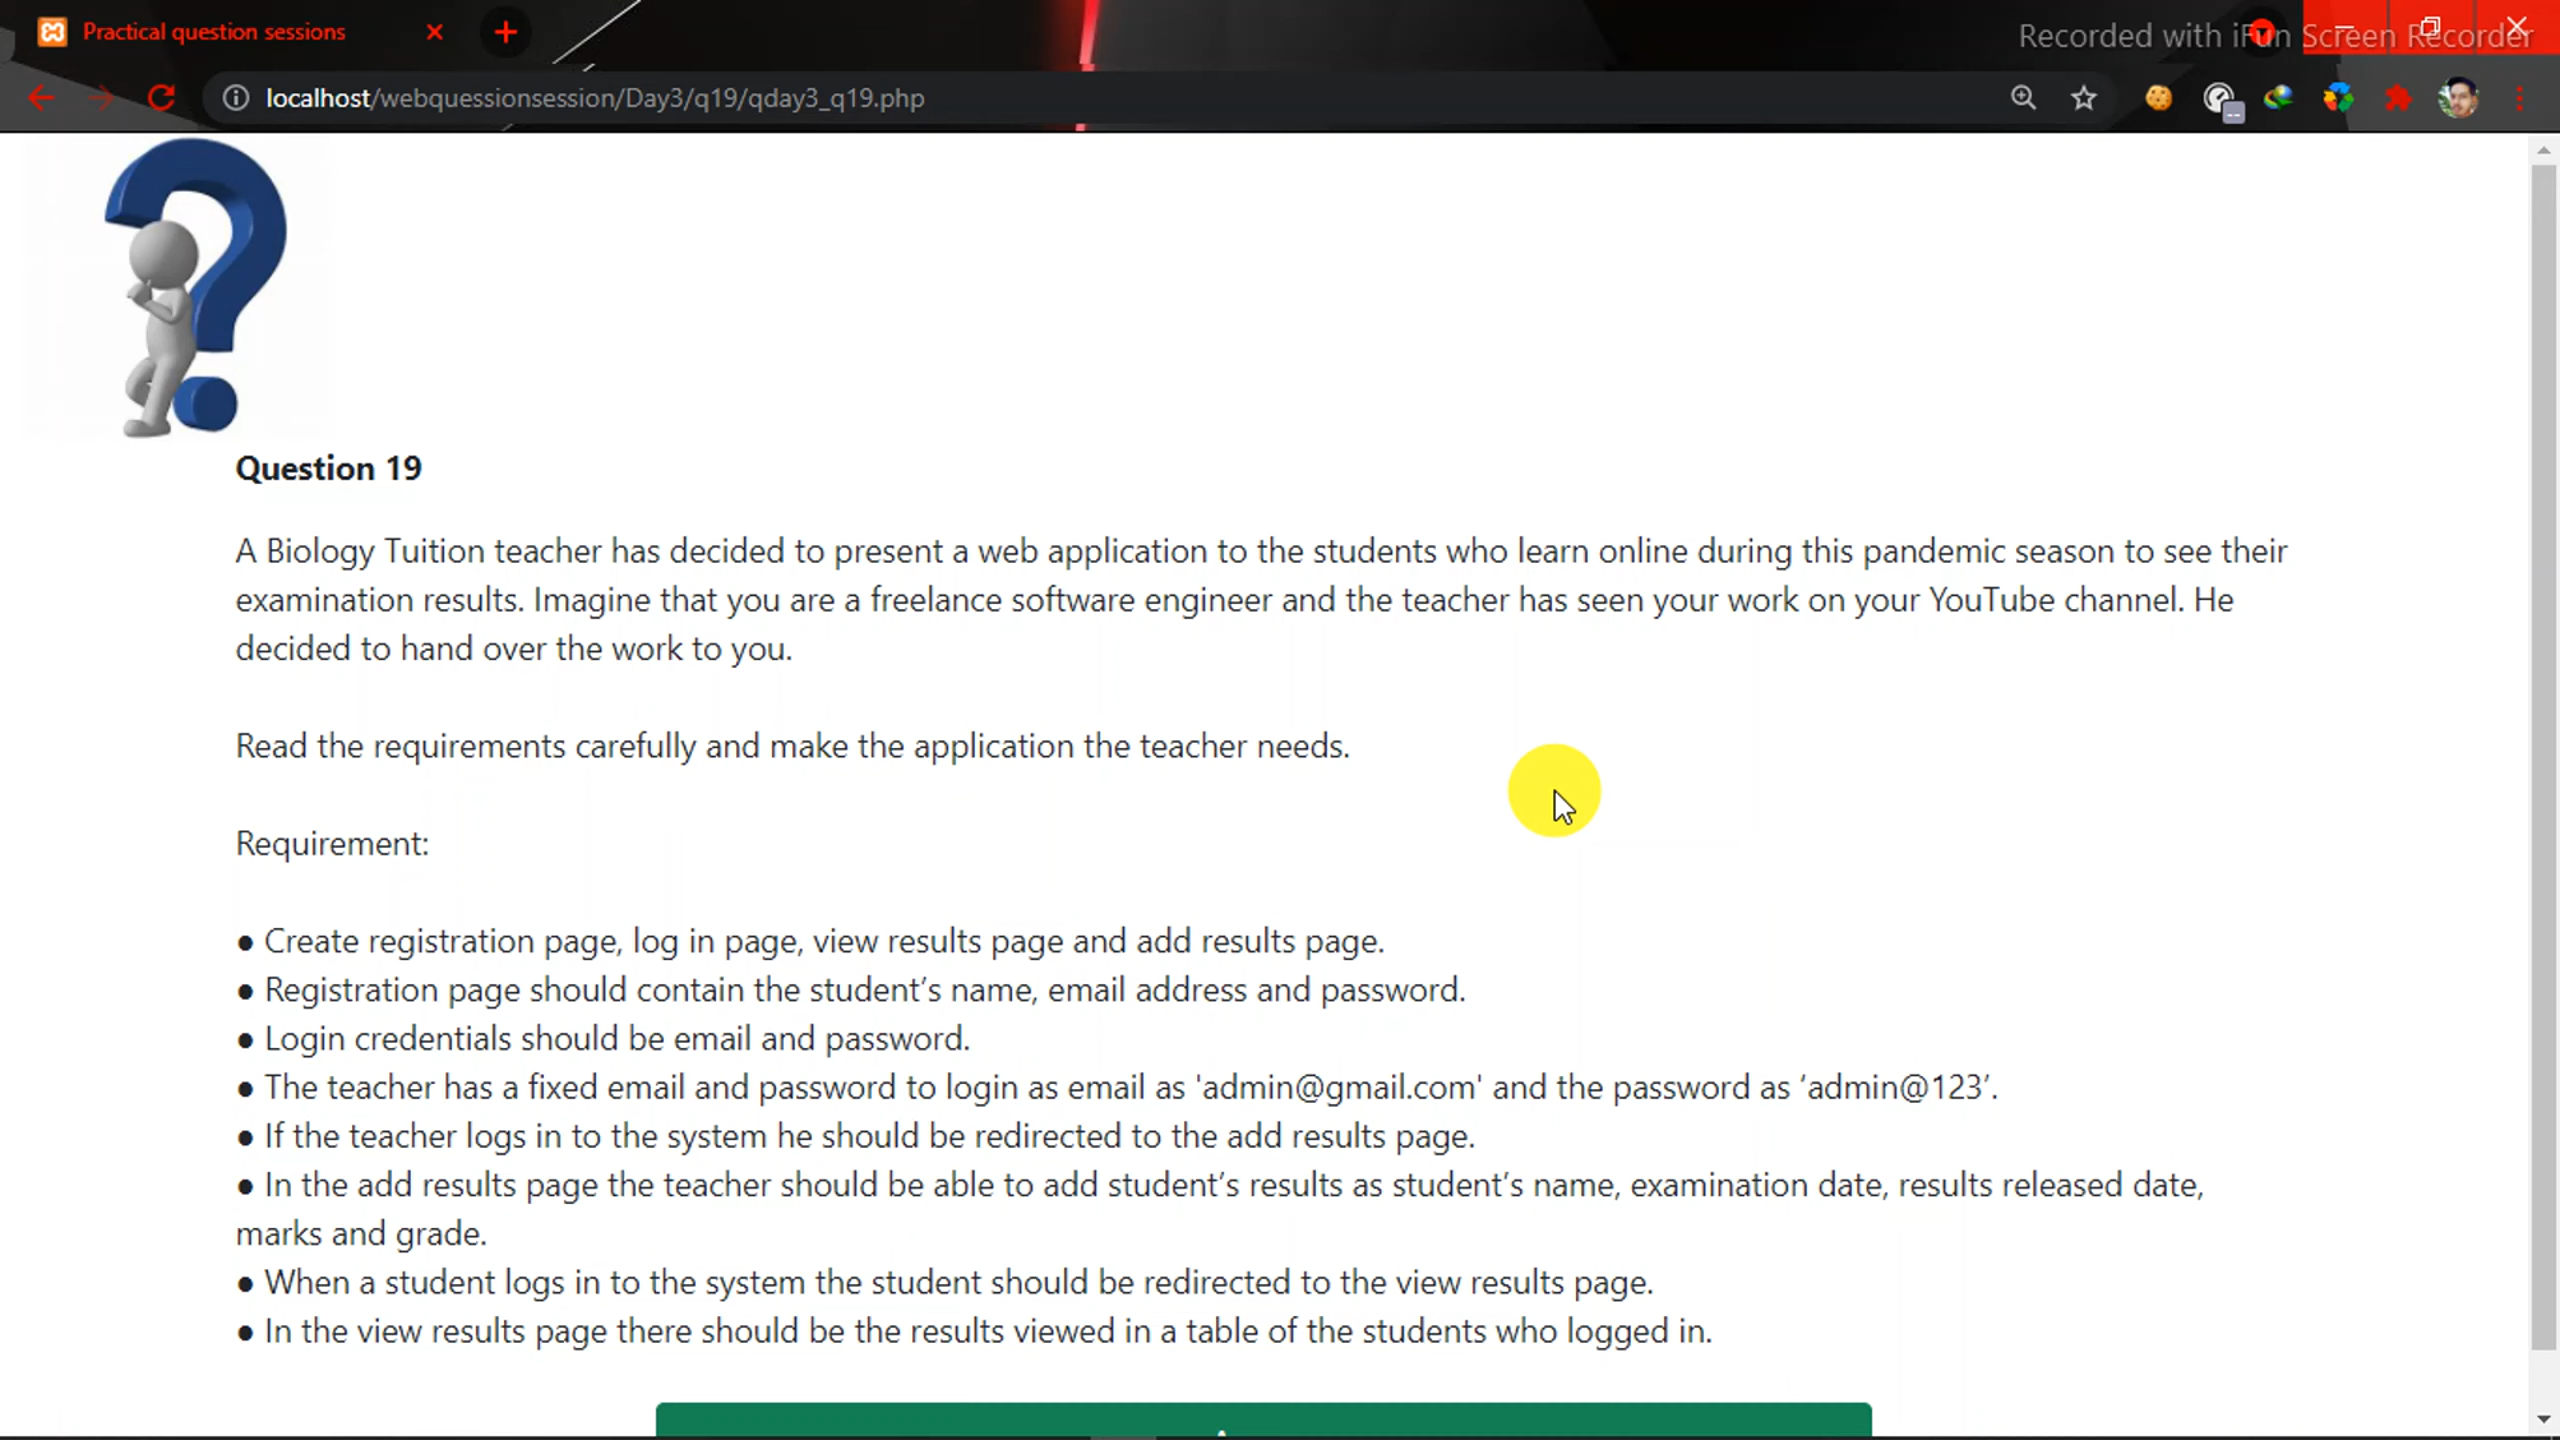 Practical question sessions
Recorded with iFun Screen Recorder
localhost/webquessionsession/Day3/q19/qday3_q19.php
Question 19
A Biology Tuition teacher has decided to present a web application to the students who learn online during this pandemic season to see their
examination results. Imagine that you are a freelance software engineer and the teacher has seen your work on your YouTube channel. He
decided to hand over the work to you.
Read the requirements carefully and make the application the teacher needs.
Requirement:
● Create registration page, log in page, view results page and add results page.
● Registration page should contain the student’s name, email address and password.
● Login credentials should be email and password.
● The teacher has a fixed email and password to login as email as 'admin@gmail.com' and the password as ‘admin@123’.
● If the teacher logs in to the system he should be redirected to the add results page.
● In the add results page the teacher should be able to add student’s results as student’s name, examination date, results released date,
marks and grade.
● When a student logs in to the system the student should be redirected to the view results page.
● In the view results page there should be the results viewed in a table of the students who logged in.